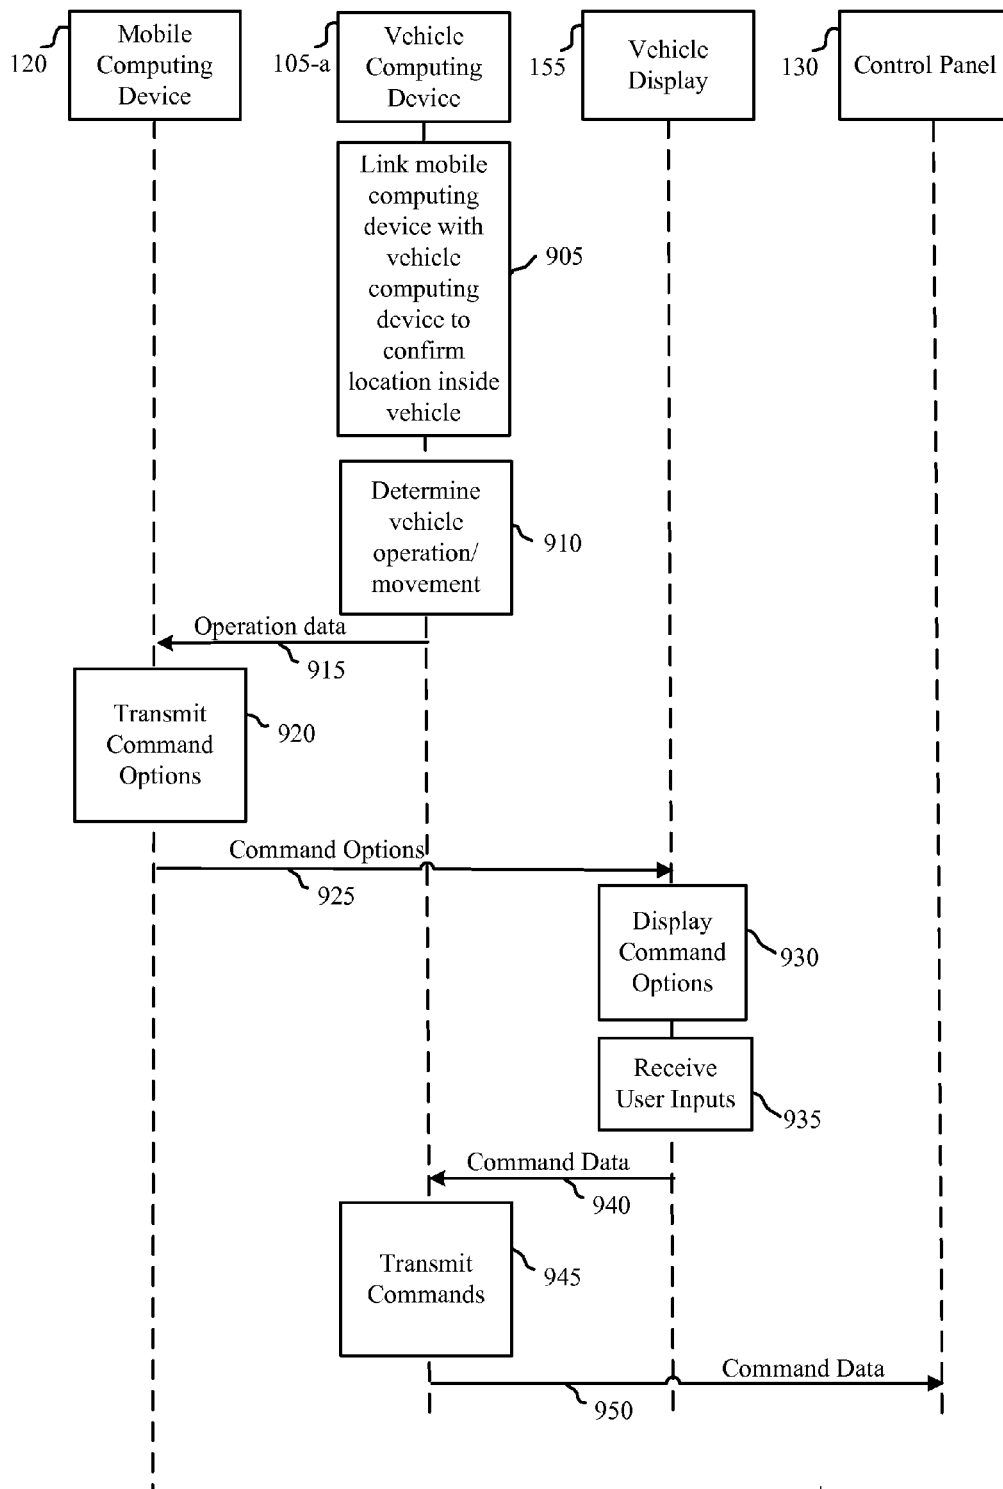 120
Mobile
Computing
Device
105-a
Vehicle
Computing
Device
155
Vehicle
Display
130
Control Panel
Link mobile
computing
device with
vehicle
computing
device to
confirm
location inside
vehicle
905
Determine
vehicle
operation/
movement
910
Operation data
915
Transmit
Command
Options
920
Command Options
925
Display
Command
Options
930
Receive
User Inputs
935
Command Data
940
Transmit
Commands
945
Command Data
950